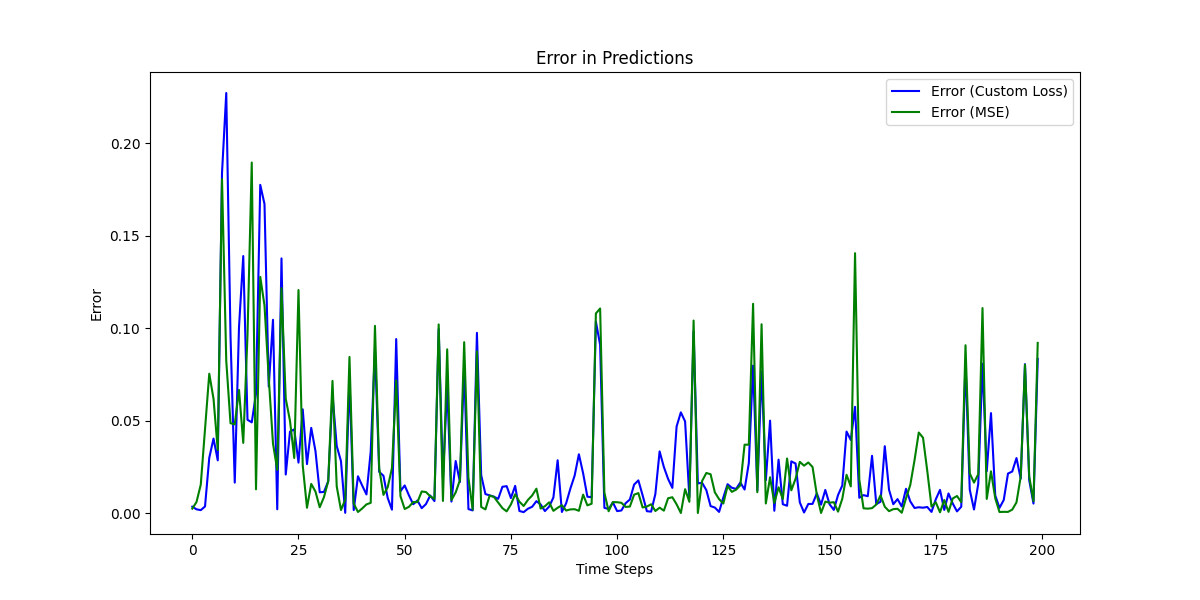 Error in Predictions
Error (Custom Loss)
Error (MSE)
Error
0.20
0.15
0.10
0.05
0.00
0 25 50 75 100 125 150 175 200
Time Steps